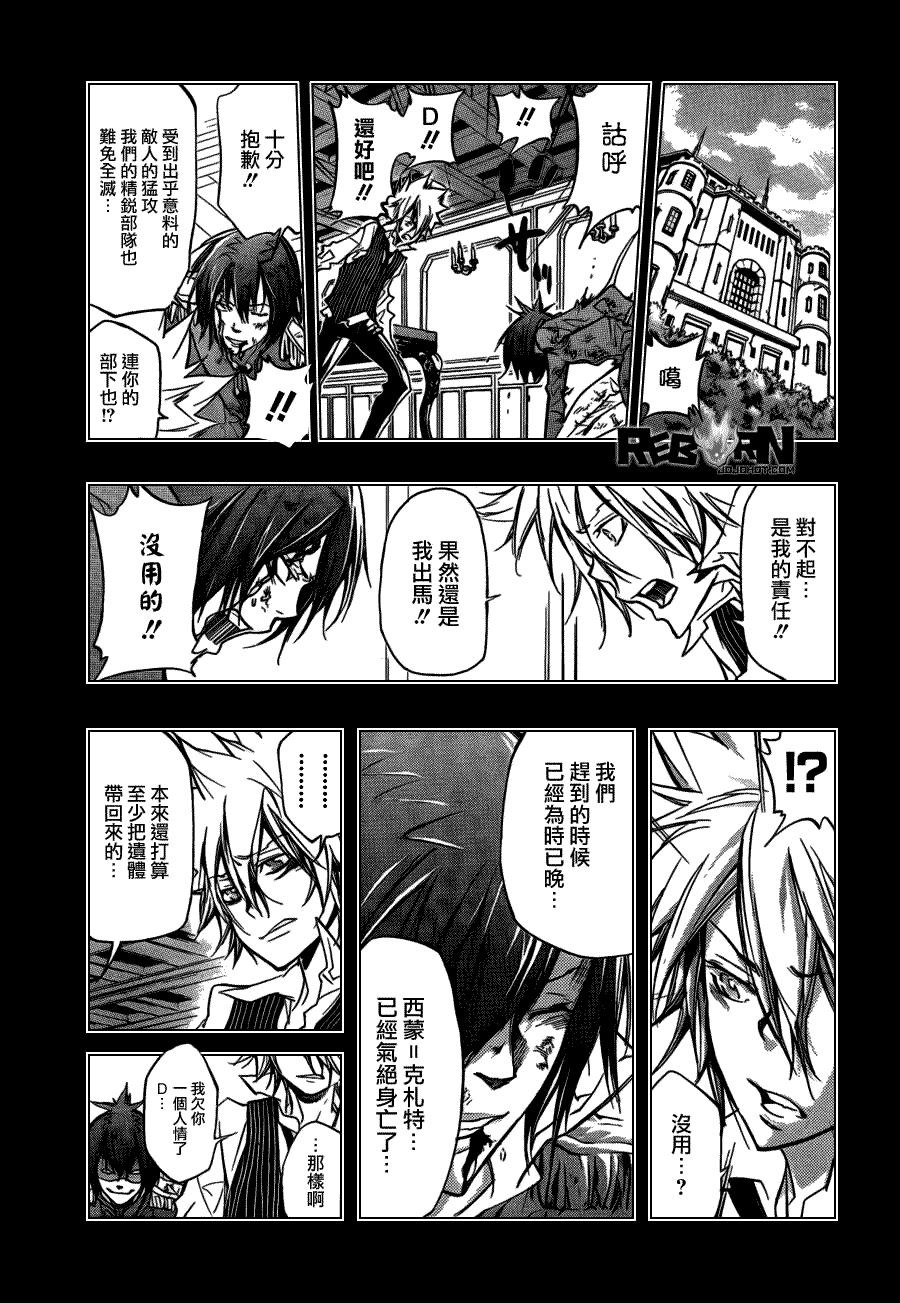 噶
詁呼
……
!!
D!!
還好吧!!
ザ
十分
抱歉!!
受到出乎意料的
敵人的猛攻
我們的精銳部隊也
難免全滅…
!!
連你的
部下也!?
REBORN
JOJOHOT.COM
對不起…
是我的責任!!
果然還是
我出馬!!
沒用的!!
!?
沒用…?
我們
趕到的時候
已經為時已晚…
西蒙=克札特…
已經氣絕身亡了…
………
本來還打算
至少把遺體
帶回來的…
…那樣啊
我欠你
一個人情了
D…